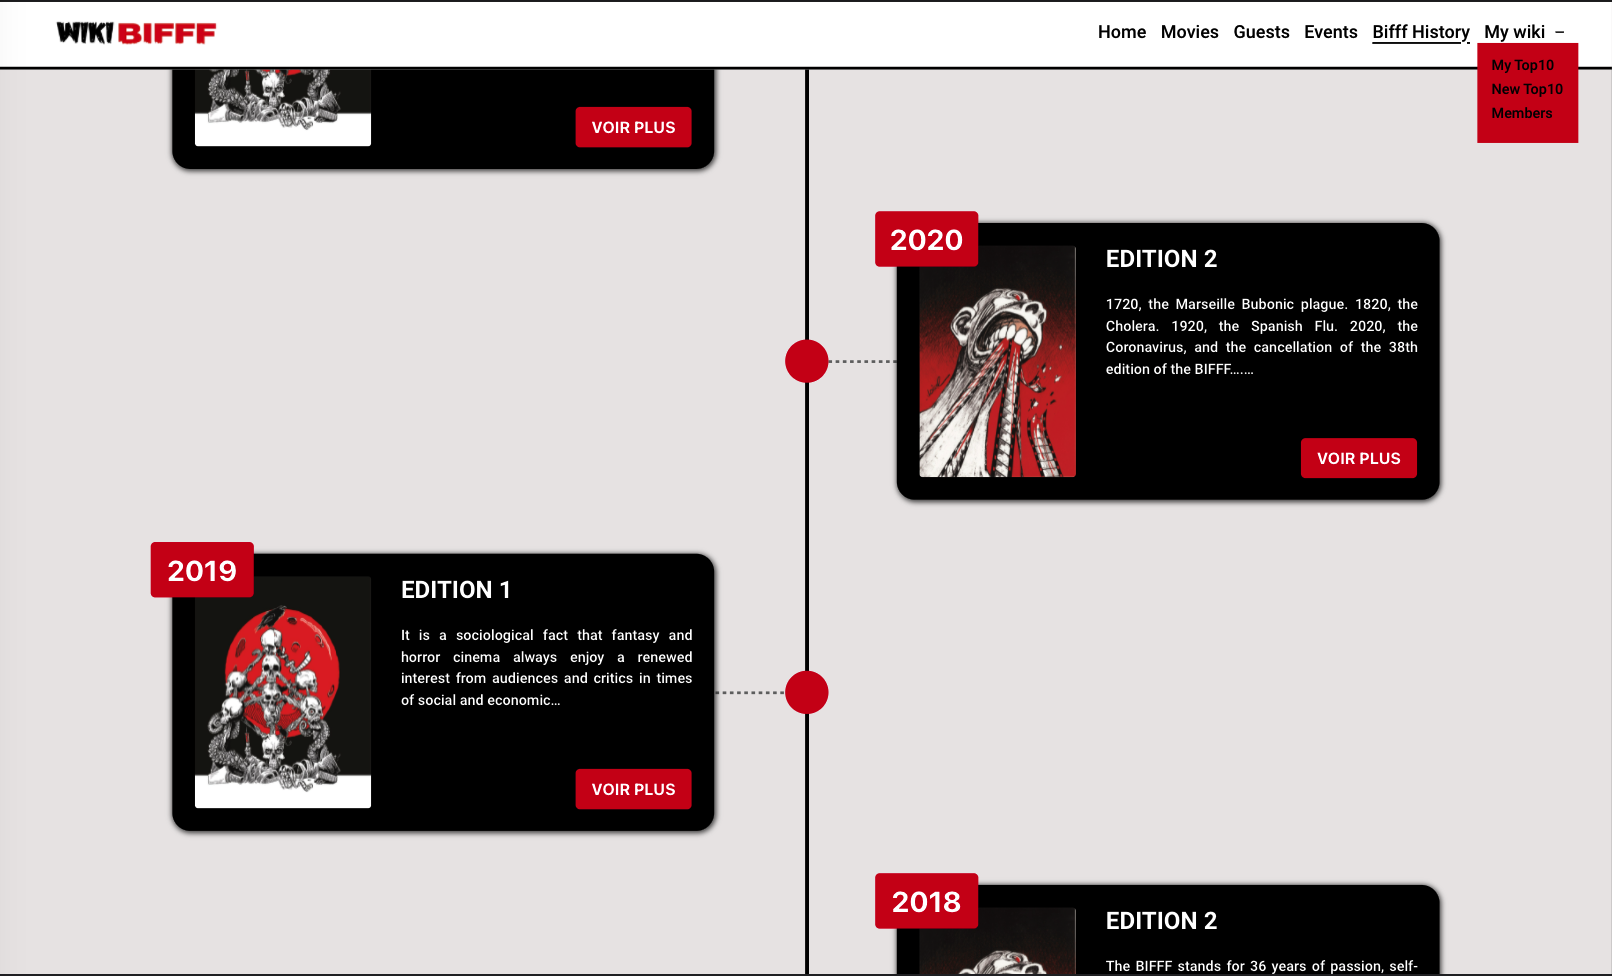 WIKI BIFFF
Home Movies Guests Events Bifff History My wiki –
My Top10
New Top10
Members
VOIR PLUS
2020
EDITION 2
1720, the Marseille Bubonic plague. 1820, the
Cholera. 1920, the Spanish Flu. 2020, the
Coronavirus, and the cancellation of the 38th
edition of the BIFFF.......
VOIR PLUS
2019
EDITION 1
It is a sociological fact that fantasy and
horror cinema always enjoy a renewed
interest from audiences and critics in times
of social and economic...
VOIR PLUS
2018
EDITION 2
The BIFFF stands for 36 years of passion, self-